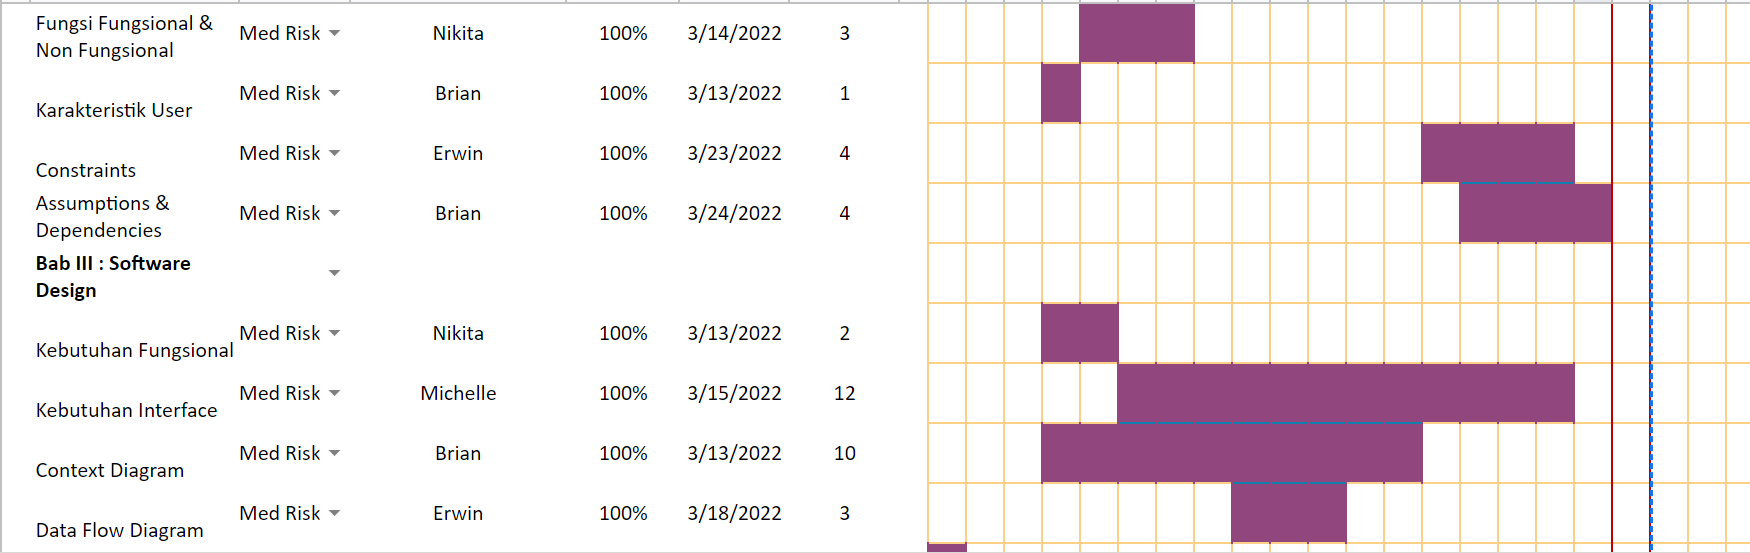 Fungsi Fungsional &
Non Fungsional
Med Risk
Nikita
100%
3/14/2022
3
Karakteristik User
Med Risk
Brian
100%
3/13/2022
1
Constraints
Med Risk
Erwin
100%
3/23/2022
4
Assumptions &
Dependencies
Med Risk
Brian
100%
3/24/2022
4
Bab III : Software
Design
Kebutuhan Fungsional
Med Risk
Nikita
100%
3/13/2022
2
Kebutuhan Interface
Med Risk
Michelle
100%
3/15/2022
12
Context Diagram
Med Risk
Brian
100%
3/13/2022
10
Data Flow Diagram
Med Risk
Erwin
100%
3/18/2022
3